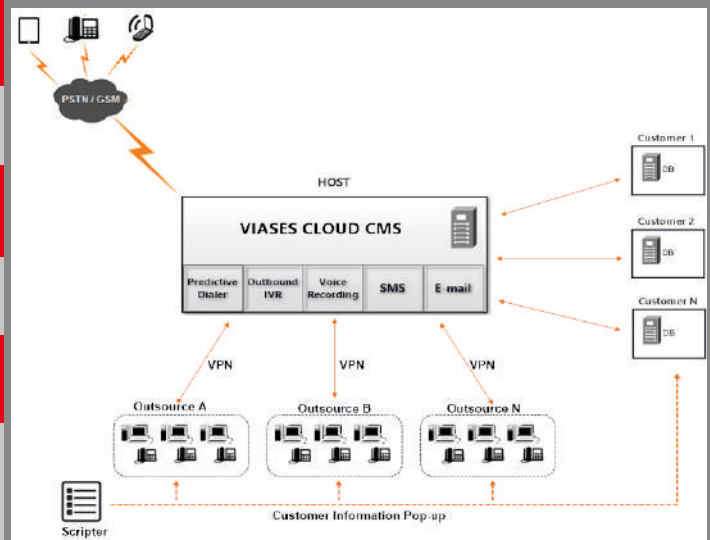 PSTN / GSM
HOST
VIASES CLOUD CMS
Predictive
Dialer
Outbound
IVR
Voice
Recording
SMS
E-mail
Customer 1
DB
Customer 2
DB
Customer N
DB
VPN
VPN
VPN
Outsource A
Outsource B
Outsource N
Scripter
Customer Information Pop-up